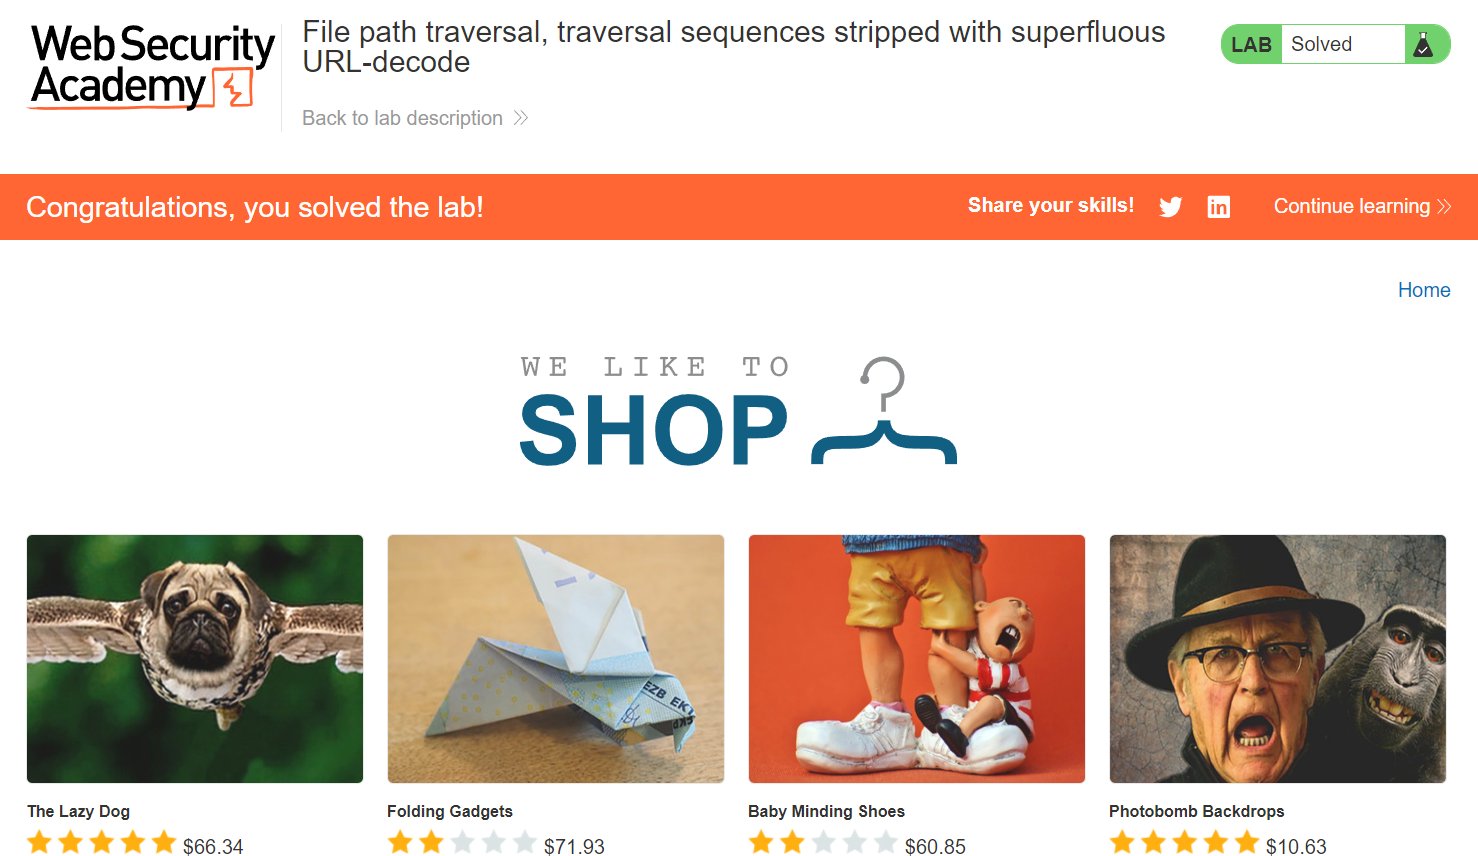 Web Security
Academy
File path traversal, traversal sequences stripped with superfluous
URL-decode
Back to lab description
LAB Solved
Congratulations, you solved the lab!
Share your skills!
Continue learning
Home
WE LIKE TO
SHOP
EZB EK
The Lazy Dog
$66.34
Folding Gadgets
$71.93
Baby Minding Shoes
$60.85
Photobomb Backdrops
$10.63